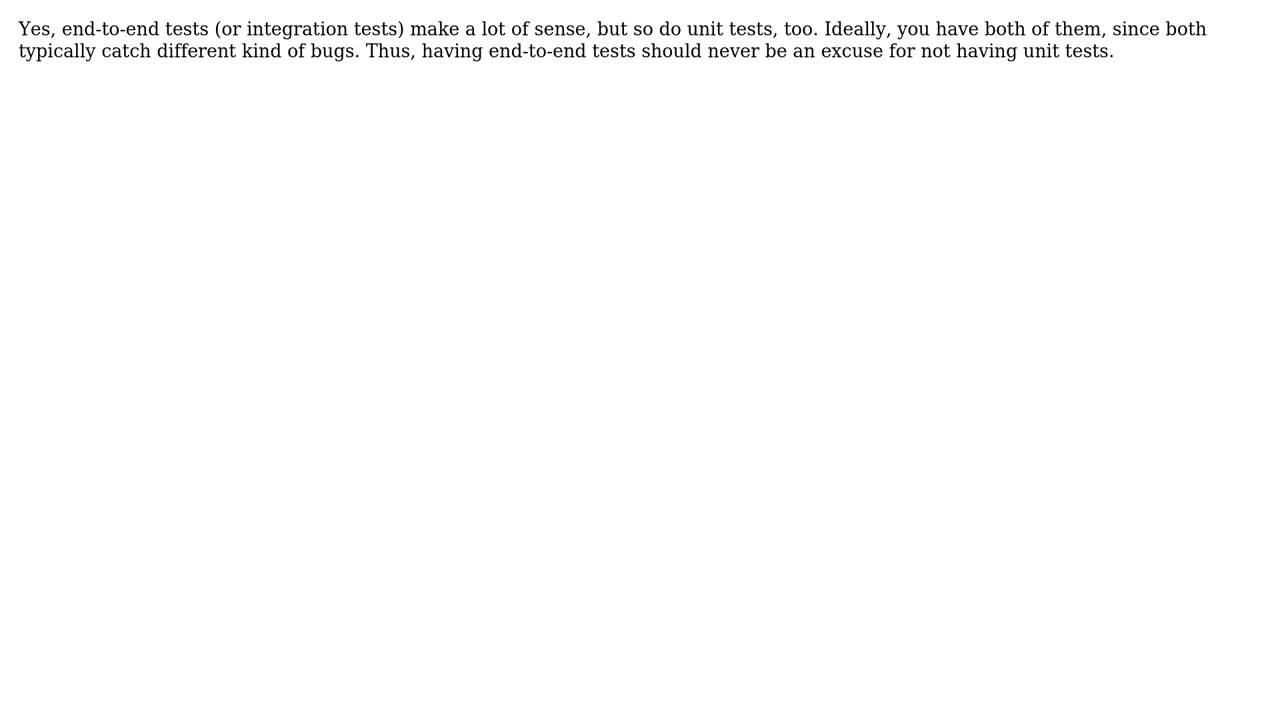 Yes, end-to-end tests (or integration tests) make a lot of sense, but so do unit tests, too. Ideally, you have both of them, since both
typically catch different kind of bugs. Thus, having end-to-end tests should never be an excuse for not having unit tests.